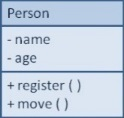 Person
- name
- age
+ register ( )
+ move ( )